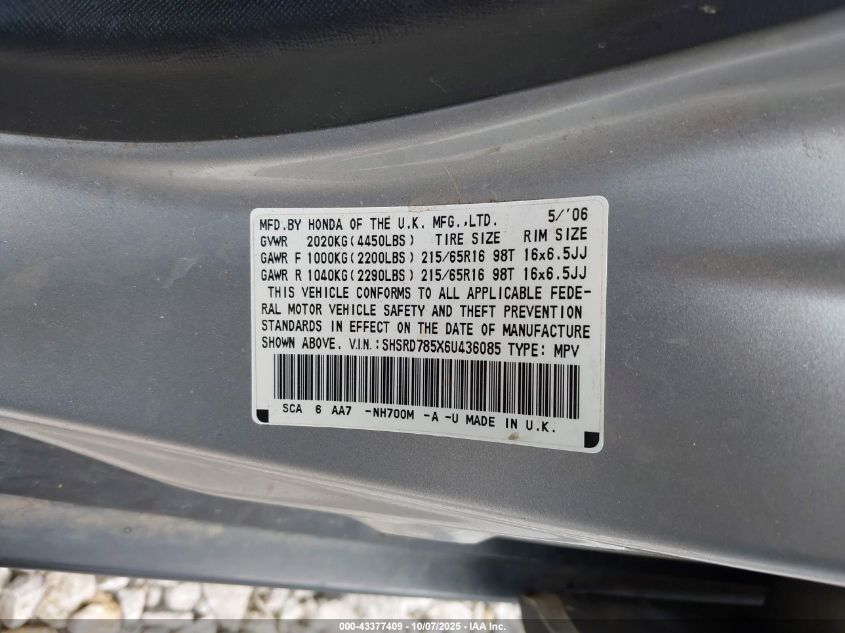 MFD.BY HONDA OF THE U.K. MFG.,LTD. 5/'06
GVWR 2020KG(4450LBS) TIRE SIZE RIM SIZE
GAWR F 1000KG(2200LBS) 215/65R16 98T 16x6.5JJ
GAWR R 1040KG(2290LBS) 215/65R16 98T 16x6.5JJ
THIS VEHICLE CONFORMS TO ALL APPLICABLE FEDE-
RAL MOTOR VEHICLE SAFETY AND THEFT PREVENTION
STANDARDS IN EFFECT ON THE DATE OF MANUFACTURE
SHOWN ABOVE. V.IN.:SHSRD785X6U436085 TYPE: MPV
SCA 6 AA7 -NH700M -A -U MADE IN U.K.
000-43377409 - 10/07/2025 - IAA Inc.